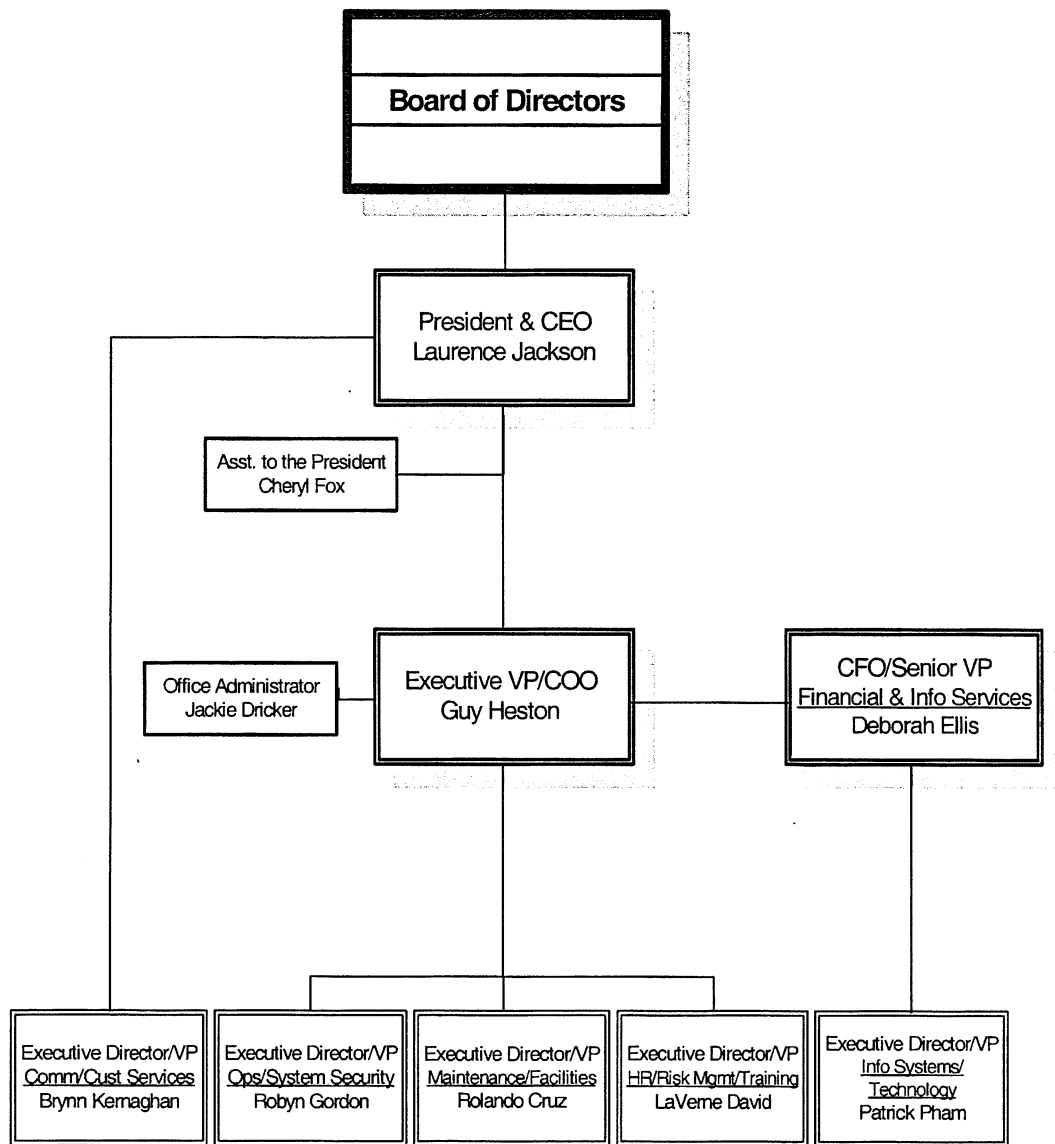 Board of Directors
President & CEO
Laurence Jackson
Asst. to the President
Cheryl Fox
Office Administrator
Jackie Dricker
Executive VP/COO
Guy Heston
CFO/Senior VP
Financial & Info Services
Deborah Ellis
Executive Director/VP
Comm/Cust Services
Brynn Kernaghan
Executive Director/VP
Ops/System Security
Robyn Gordon
Executive Director/VP
Maintenance/Facilities
Rolando Cruz
Executive Director/VP
HR/Risk Mgmt/Training
LaVerne David
Executive Director/VP
Info Systems/
Technology
Patrick Pham